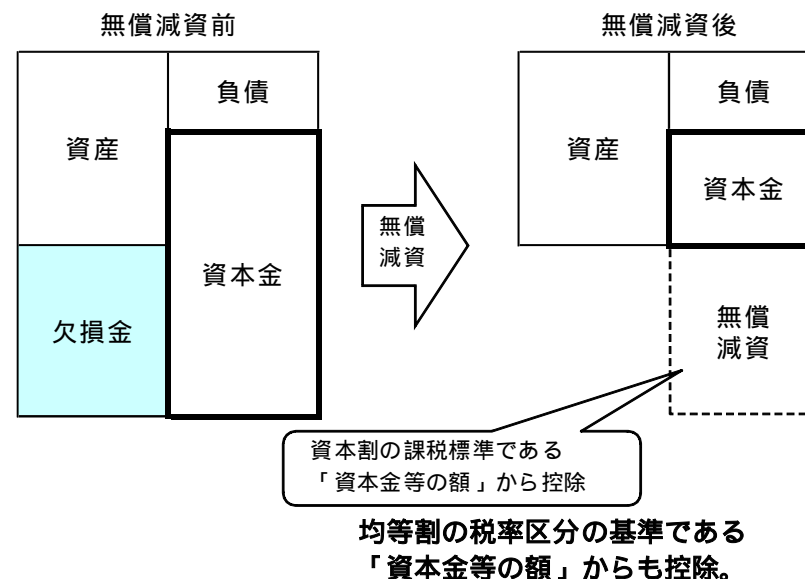 無償減資前
負債
資産
資本金
欠損金
無償
減資
無償減資後
負債
資産
資本金
無償
減資
資本割の課税標準である
「資本金等の額」から控除
均等割の税率区分の基準である
「資本金等の額」からも控除。